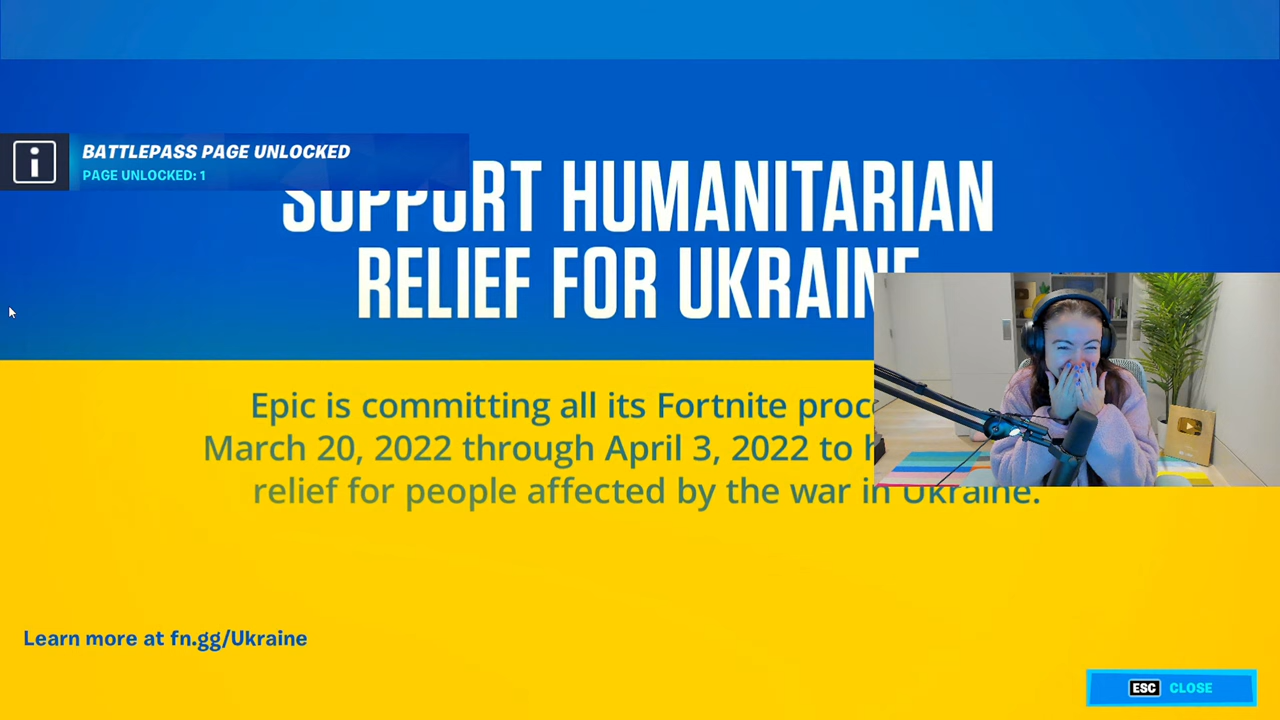 BATTLEPASS PAGE UNLOCKED
PAGE UNLOCKED: 1
SUPPORT HUMANITARIAN
RELIEF FOR UKRAINE
Epic is committing all its Fortnite
March 20, 2022 through April 3, 2022 to
relief for people affected by the war in Ukraine.
Learn more at fn.gg/Ukraine
ESC CLOSE